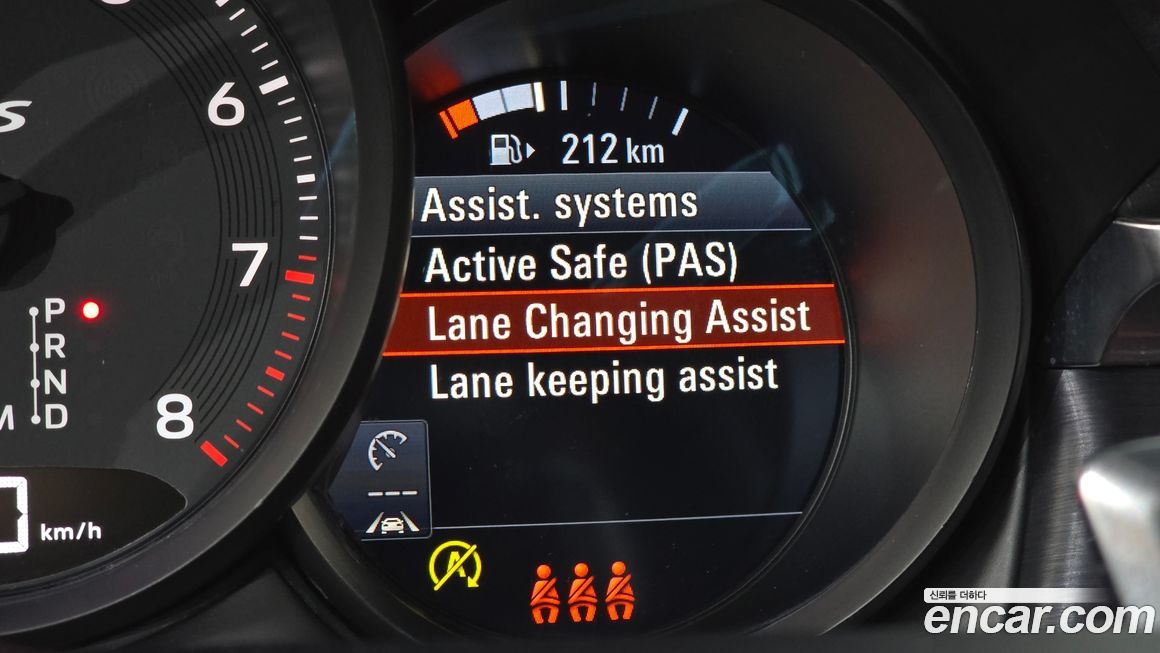 S
6
7
8
P
R
N
M D
km/h
212 km
Assist. systems
Active Safe (PAS)
Lane Changing Assist
Lane keeping assist
---
A
신뢰를 더하다
encar.com